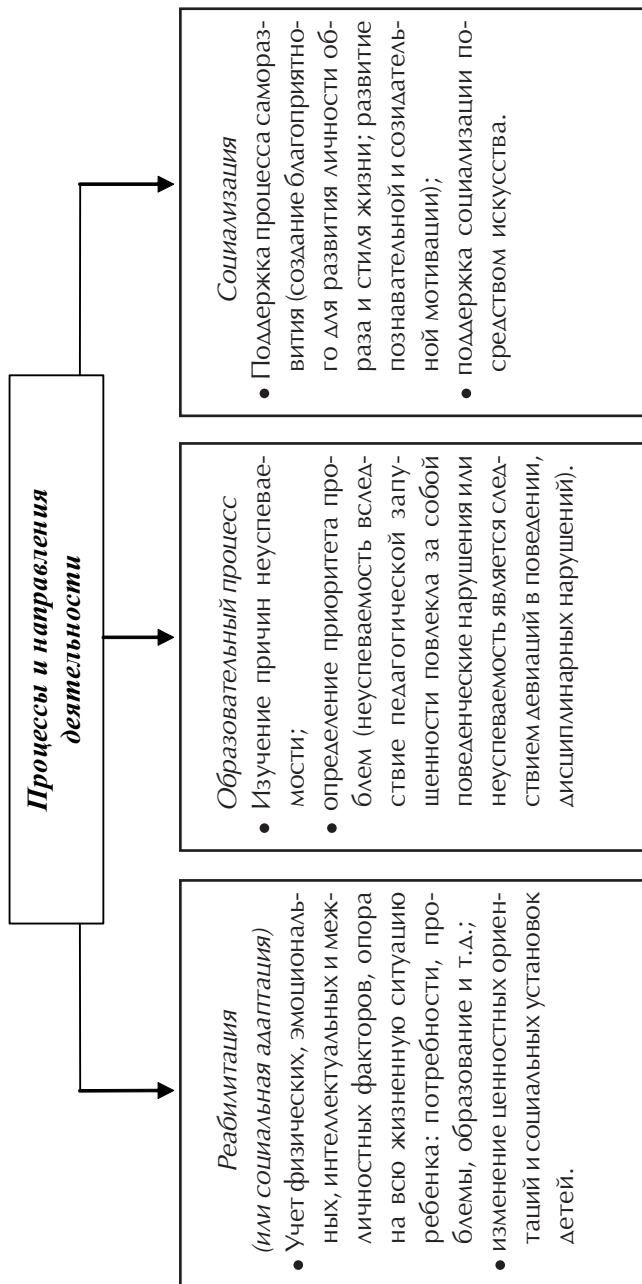 Процессы и направления
деятельности
Реабилитация
(или социальная адаптация)
• Учет физических, эмоциональ-
ных, интеллектуальных и меж-
личностных факторов, опора
на всю жизненную ситуацию
ребенка: потребности, про-
блемы, образование и т.д.;
• изменение ценностных ориен-
таций и социальных установок
детей.
Образовательный процесс
• Изучение причин неуспевае-
мости;
• определение приоритета про-
блем (неуспеваемость вслед-
ствие педагогической запу-
щенности повлекла за собой
поведенческие нарушения или
неуспеваемость является след-
ствием девиаций в поведении,
дисциплинарных нарушений).
Социализация
• Поддержка процесса самораз-
вития (создание благоприятно-
го для развития личности об-
раза и стиля жизни; развитие
познавательной и созидатель-
ной мотивации);
• поддержка социализации по-
средством искусства.